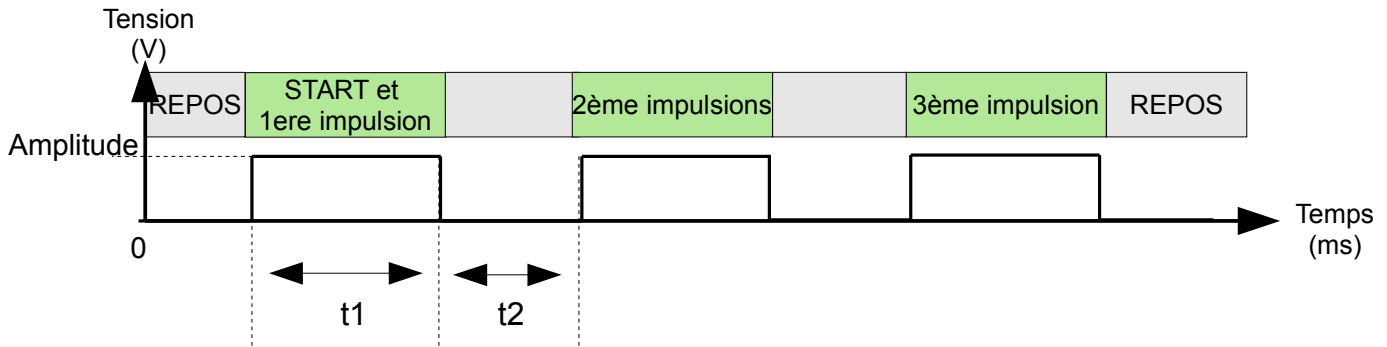 Tension
(V)
REPOS
START et
1ere impulsion
2ème impulsions
3ème impulsion
REPOS
Amplitude
0
Temps
(ms)
t1
t2